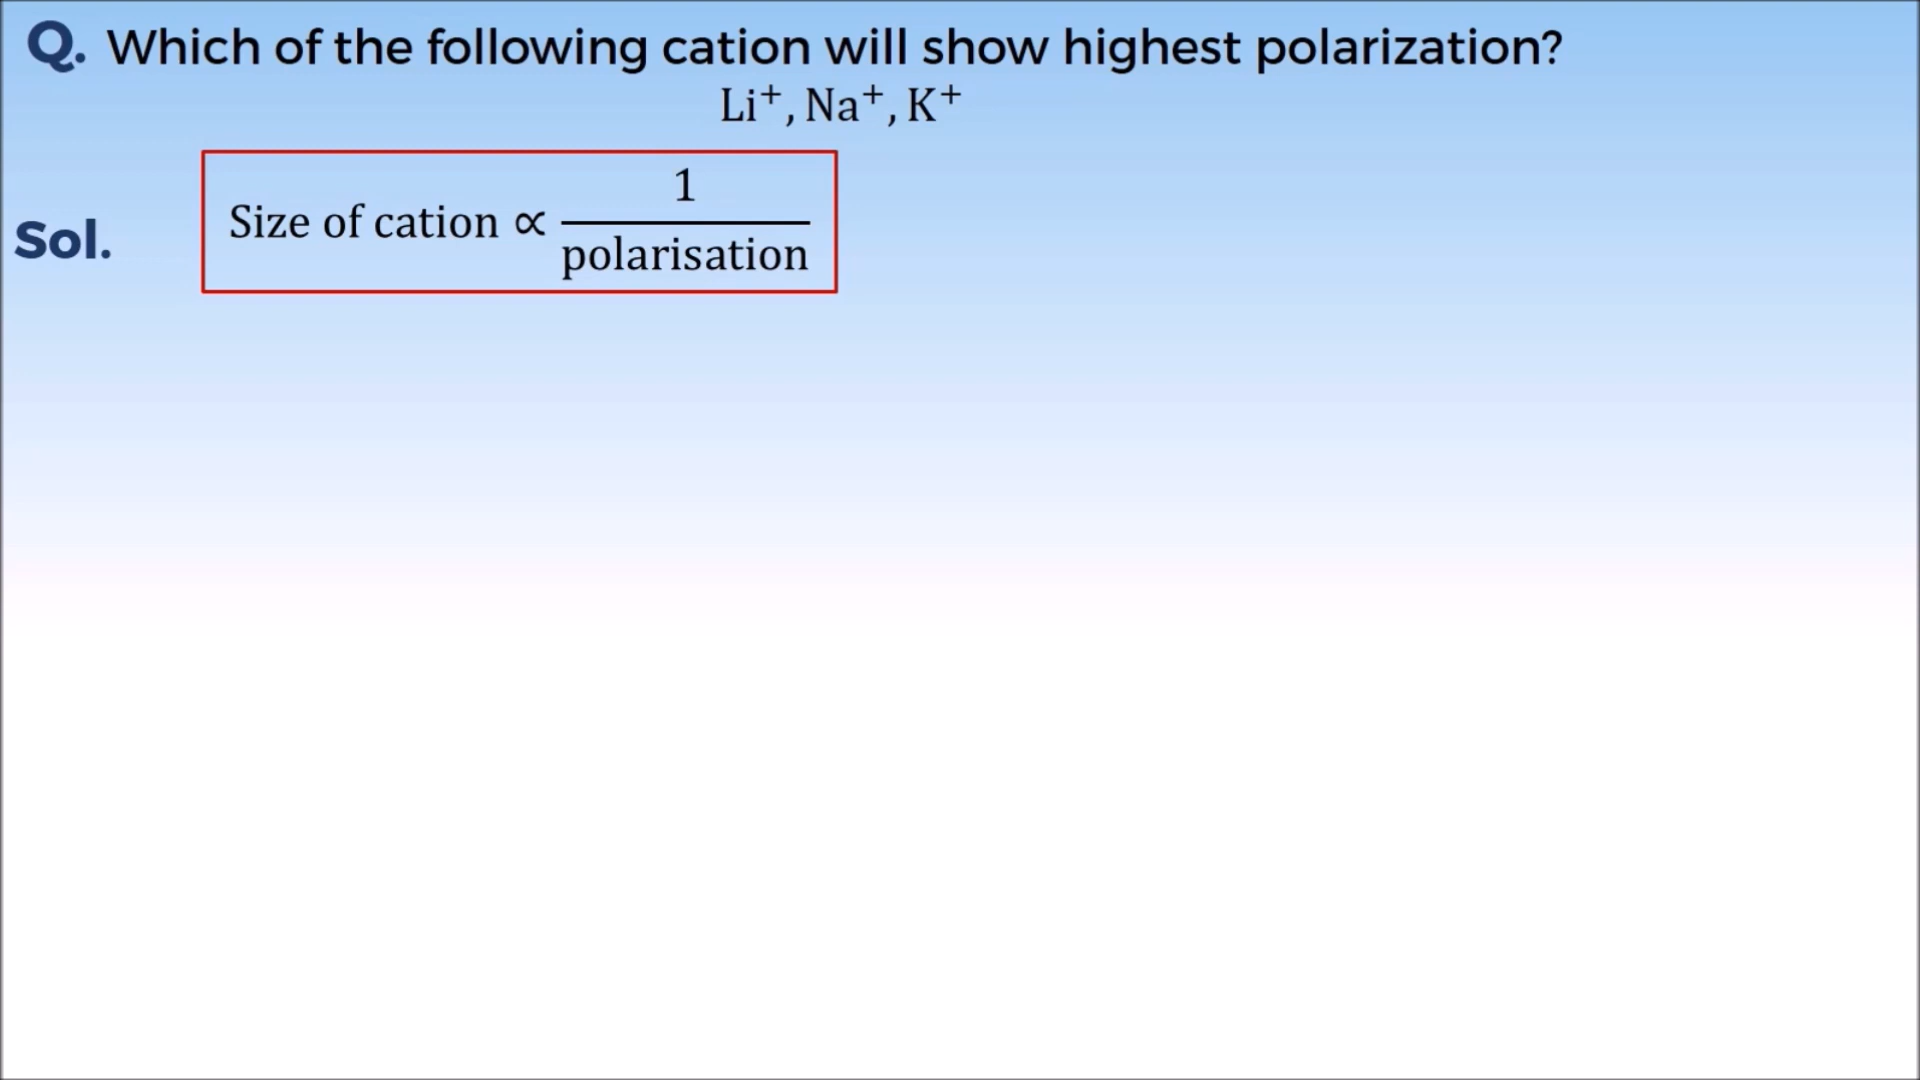 Q. Which of the following cation will show highest polarization?
Li⁺, Na⁺, K⁺
Sol.
Size of cation ∝ 1/polarisation